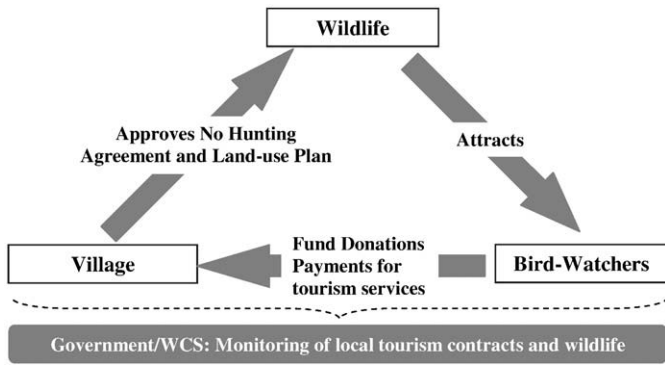 Wildlife
Approves No Hunting
Agreement and Land-use Plan
Attracts
Village
Fund Donations
Payments for
tourism services
Bird-Watchers
Government/WCS: Monitoring of local tourism contracts and wildlife